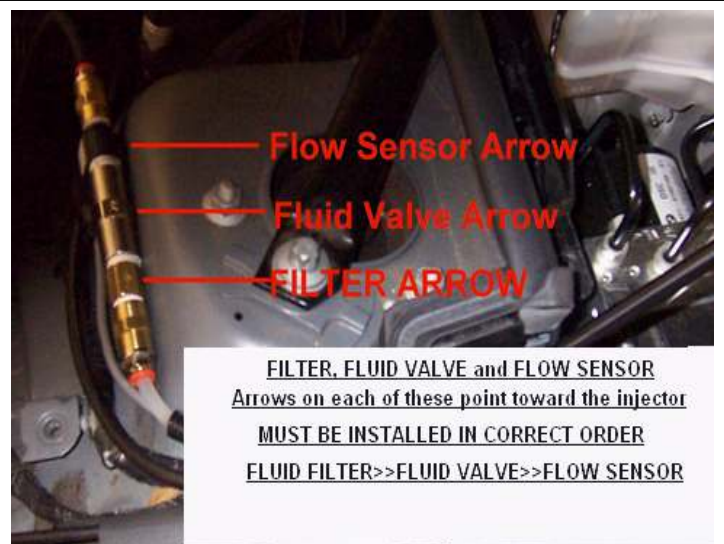 Flow Sensor Arrow
Fluid Valve Arrow
FILTER ARROW
FILTER, FLUID VALVE and FLOW SENSOR
Arrows on each of these point toward the injector
MUST BE INSTALLED IN CORRECT ORDER
FLUID FILTER>>FLUID VALVE>>FLOW SENSOR